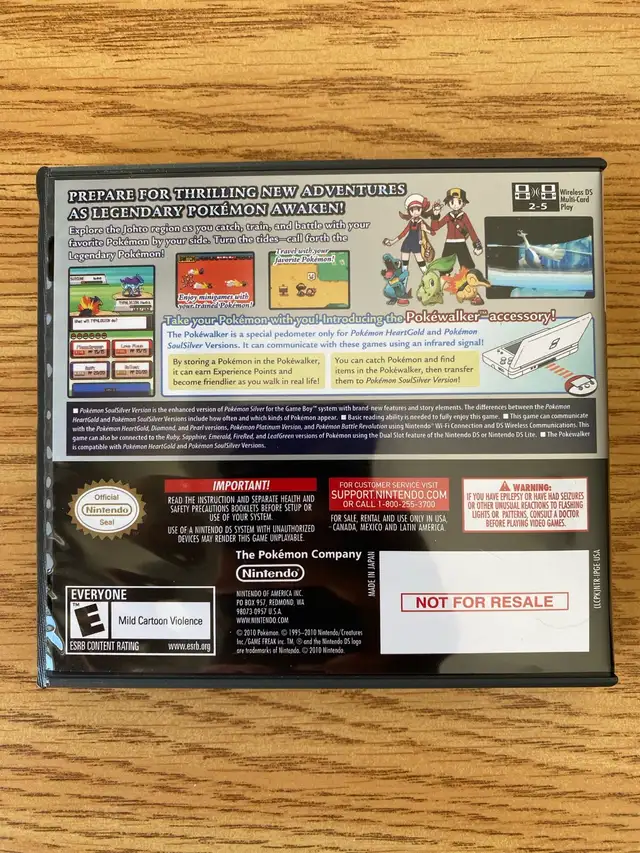 PREPARE FOR THRILLING NEW ADVENTURES
AS LEGENDARY POKÉMON AWAKEN!
Explore the Johto region as you catch, train, and battle with your
favorite Pokémon by your side. Turn the tides—call forth the
Legendary Pokémon!
2-5
Wireless DS
Multi-Card
Play
Enjoy minigames with
your trained Pokémon!
Travel with your
favorite Pokémon!
Take your Pokémon with you! Introducing the Pokéwalker™ accessory!
The Pokéwalker is a special pedometer only for Pokémon HeartGold and Pokémon
SoulSilver Versions. It can communicate with these games using an infrared signal!
By storing a Pokémon in the Pokéwalker,
it can earn Experience Points and
become friendlier as you walk in real life!
You can catch Pokémon and find
items in the Pokéwalker, then transfer
them to Pokémon SoulSilver Version!
■ Pokémon SoulSilver Version is the enhanced version of Pokémon Silver for the Game Boy™ system with brand-new features and story elements. The differences between the Pokémon
HeartGold and Pokémon SoulSilver Versions include how often and which kinds of Pokémon appear. ■ Basic reading ability is needed to fully enjoy this game. ■ This game can communicate
with the Pokémon HeartGold, Diamond, and Pearl versions, Pokémon Platinum Version, and Pokémon Battle Revolution using Nintendo® Wi-Fi Connection and DS Wireless Communications. This
game can also be connected to the Ruby, Sapphire, Emerald, FireRed, and LeafGreen versions of Pokémon using the Dual Slot feature of the Nintendo DS or Nintendo DS Lite. ■ The Pokéwalker
is compatible with Pokémon HeartGold and Pokémon SoulSilver Versions.
Official
Nintendo
Seal
IMPORTANT!
READ THE INSTRUCTION AND SEPARATE HEALTH AND
SAFETY PRECAUTIONS BOOKLETS BEFORE SETUP OR
USE OF YOUR SYSTEM.
USE OF A NINTENDO DS SYSTEM WITH UNAUTHORIZED
DEVICES MAY RENDER THIS GAME UNPLAYABLE.
FOR CUSTOMER SERVICE VISIT
SUPPORT.NINTENDO.COM
OR CALL 1-800-255-3700
FOR SALE, RENTAL AND USE ONLY IN USA,
CANADA, MEXICO AND LATIN AMERICA.
WARNING:
IF YOU HAVE EPILEPSY OR HAVE HAD SEIZURES
OR OTHER UNUSUAL REACTIONS TO FLASHING
LIGHTS OR PATTERNS, CONSULT A DOCTOR
BEFORE PLAYING VIDEO GAMES.
The Pokémon Company
Nintendo
NINTENDO OF AMERICA INC.
PO BOX 957, REDMOND, WA
98073-0957 U.S.A.
WWW.NINTENDO.COM
© 2010 Pokémon. © 1995–2010 Nintendo/Creatures
Inc./GAME FREAK inc. TM, ® and the Nintendo DS logo
are trademarks of Nintendo. © 2010 Nintendo.
EVERYONE
E
Mild Cartoon Violence
ESRB CONTENT RATING www.esrb.org
MADE IN JAPAN
NOT FOR RESALE